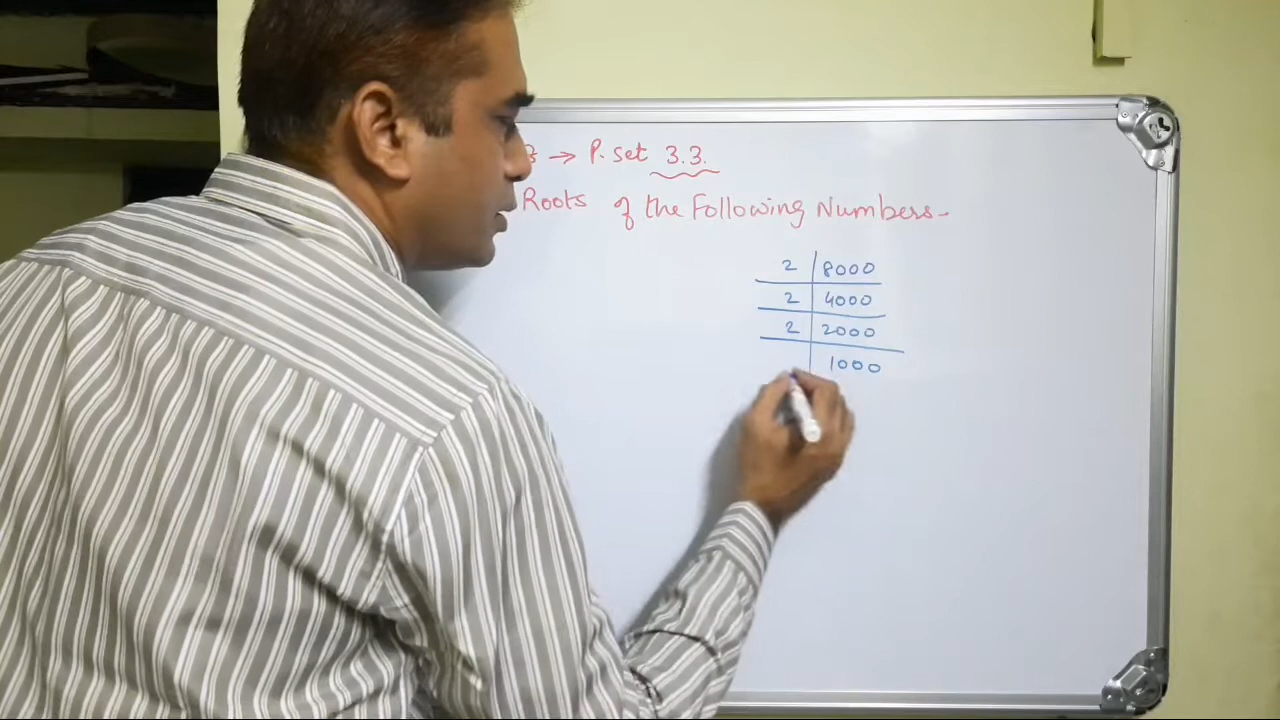 → P. Set 3.3.
Roots of the Following Numbers.
2 | 8000
2 | 4000
2 | 2000
1000